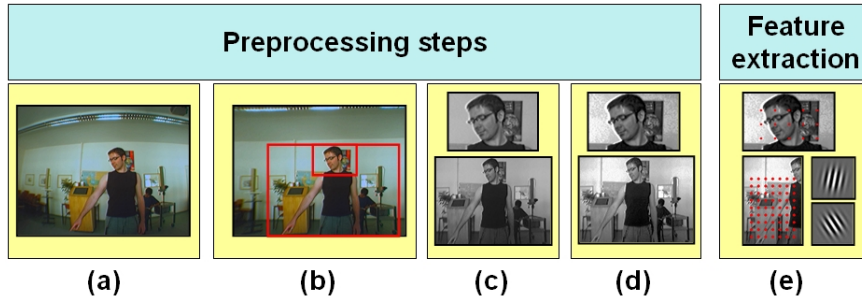 Preprocessing steps
Feature
extraction
(a)
(b)
(c)
(d)
(e)